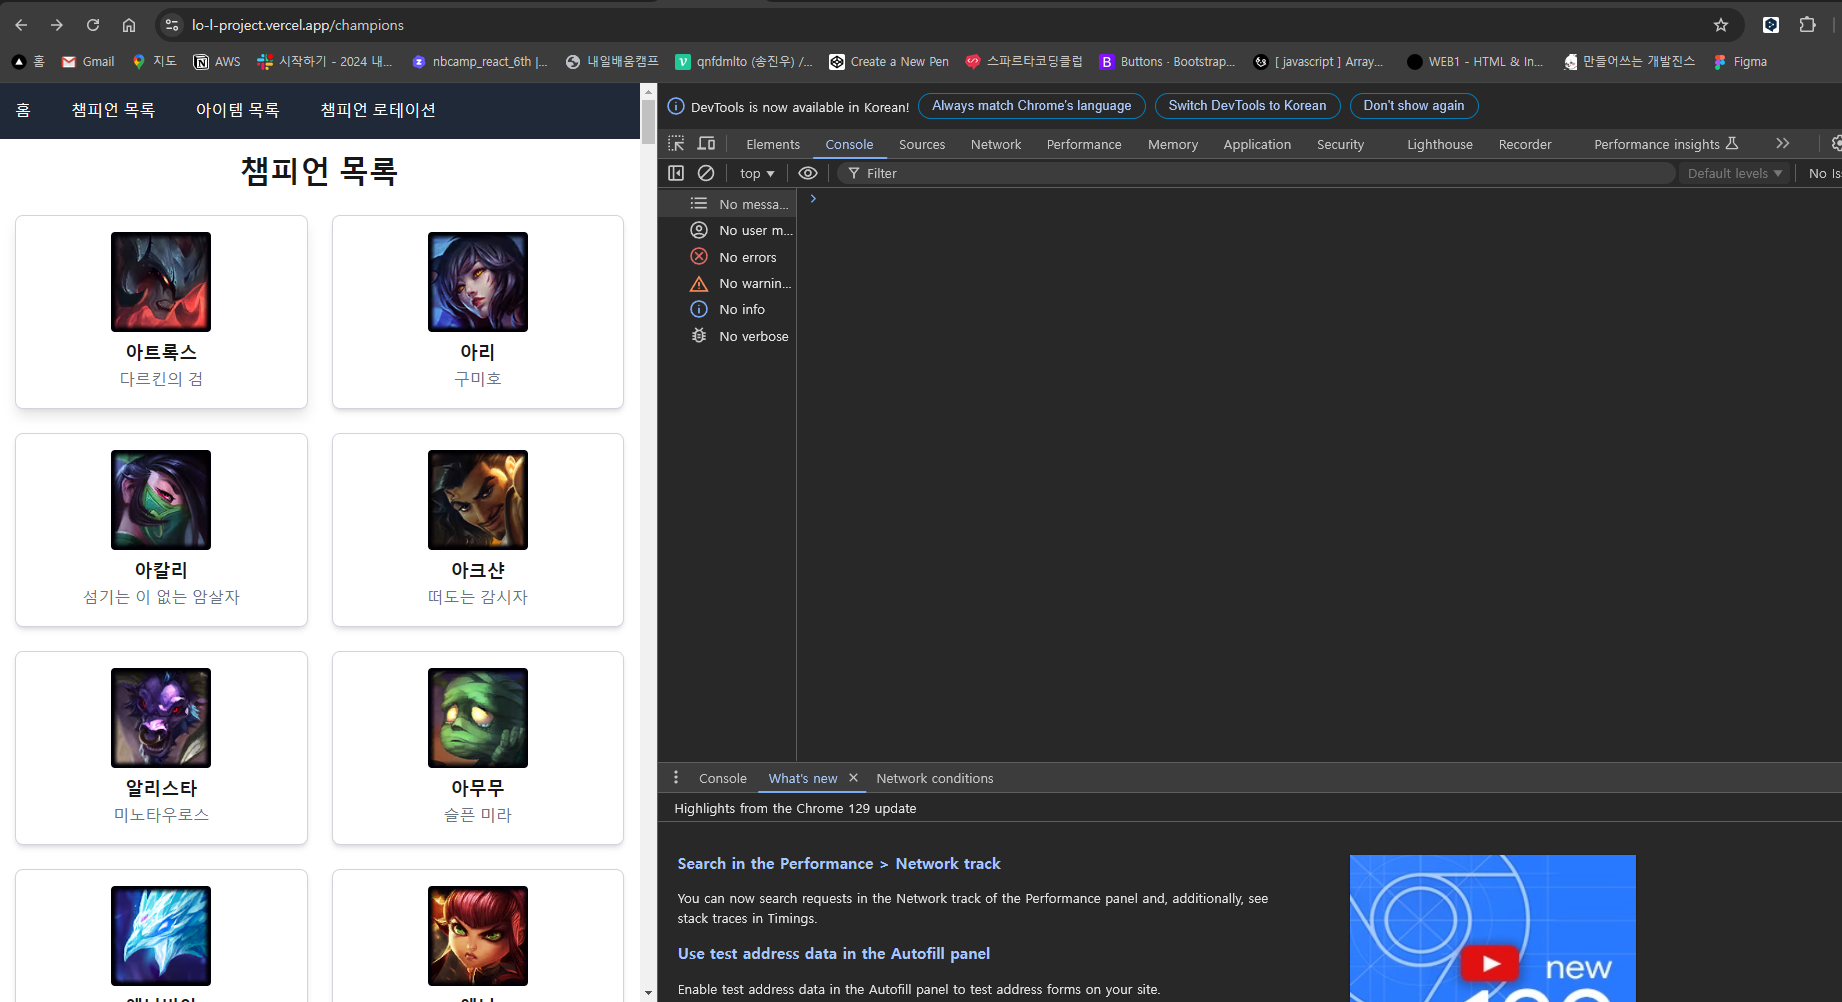 lo-l-project.vercel.app/champions
홈
Gmail
지도
AWS
시작하기 - 2024 내...
nbcamp_react_6th |...
내일배움캠프
qnfdmlto (송진우) /...
Create a New Pen
스파르타코딩클럽
Buttons · Bootstrap...
[ javascript ] Array...
WEB1 - HTML & In...
만들어쓰는 개발진스
Figma
홈
챔피언 목록
아이템 목록
챔피언 로테이션
챔피언 목록
아트록스
다르킨의 검
아리
구미호
아칼리
섬기는 이 없는 암살자
아크샨
떠도는 감시자
알리스타
미노타우로스
아무무
슬픈 미라
DevTools is now available in Korean!
Always match Chrome's language
Switch DevTools to Korean
Don't show again
Elements
Console
Sources
Network
Performance
Memory
Application
Security
Lighthouse
Recorder
Performance insights
top
Filter
Default levels
No Is
No messa...
No user m...
No errors
No warnin...
No info
No verbose
Console
What's new
Network conditions
Highlights from the Chrome 129 update
Search in the Performance > Network track
You can now search requests in the Network track of the Performance panel and, additionally, see
stack traces in Timings.
Use test address data in the Autofill panel
Enable test address data in the Autofill panel to test address forms on your site.
new